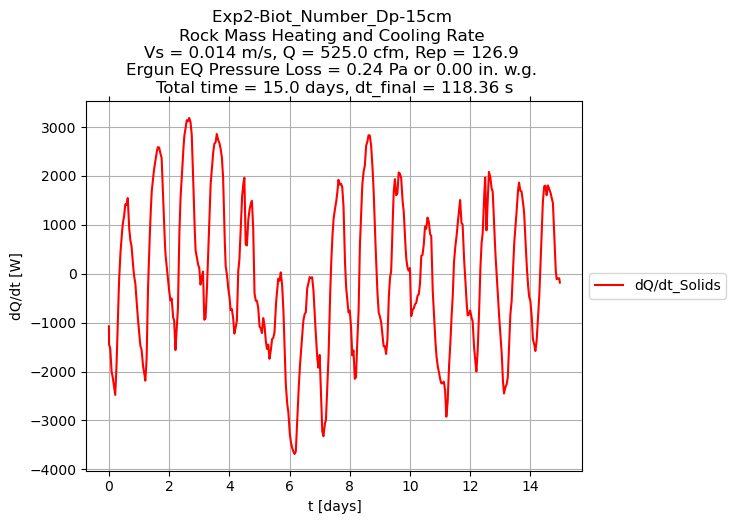 Exp2-Biot_Number_Dp-15cm
Rock Mass Heating and Cooling Rate
Vs = 0.014 m/s, Q = 525.0 cfm, Rep = 126.9
Ergun EQ Pressure Loss = 0.24 Pa or 0.00 in. w.g.
Total time = 15.0 days, dt_final = 118.36 s
dQ/dt [W]
3000
2000
1000
0
−1000
−2000
−3000
−4000
0 2 4 6 8 10 12 14
t [days]
dQ/dt_Solids